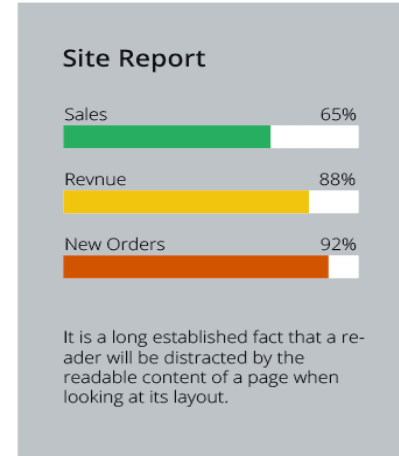 Site Report
Sales 65%
Revnue 88%
New Orders 92%
It is a long established fact that a re-
ader will be distracted by the
readable content of a page when
looking at its layout.